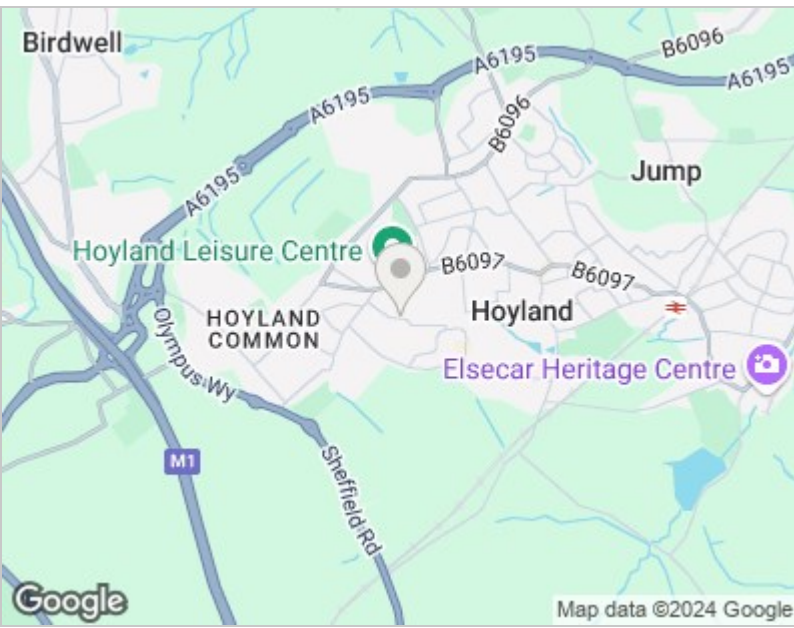 Birdwell
B6096
A6195
A6195
A6195
B6096
A6195
Jump
Hoyland Leisure Centre
B6097
B6097
HOYLAND
COMMON
Hoyland
Olympus Wy
Elsecar Heritage Centre
M1
Sheffield Rd
Google
Map data ©2024 Google